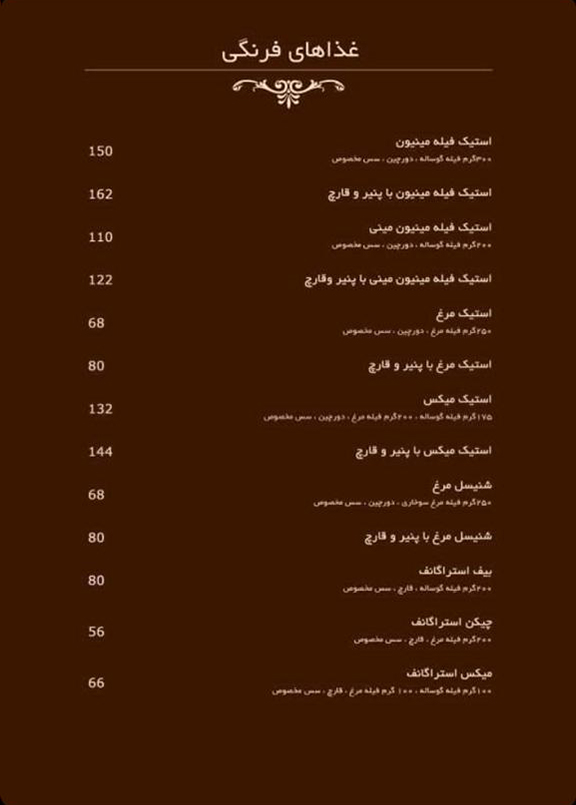 غذاهای فرنگی
استیک فیله مینیون
150
۳۰۰گرم فیله گوساله ، دورچین ، سس مخصوص
استیک فیله مینیون با پنیر و قارچ
162
استیک فیله مینیون مینی
110
۲۰۰گرم فیله گوساله ، دورچین ، سس مخصوص
استیک فیله مینیون مینی با پنیر وقارچ
122
استیک مرغ
68
۲۵۰گرم فیله مرغ ، دورچین ، سس مخصوص
استیک مرغ با پنیر و قارچ
80
استیک میکس
132
۱۷۵گرم فیله گوساله ، ۲۰۰گرم فیله مرغ ، دورچین ، سس مخصوص
استیک میکس با پنیر و قارچ
144
شنیسل مرغ
68
۲۵۰گرم فیله مرغ سوخاری ، دورچین ، سس مخصوص
شنیسل مرغ با پنیر و قارچ
80
بیف استراگانف
80
۲۰۰گرم فیله گوساله ، قارچ ، سس مخصوص
چیکن استراگانف
56
۲۰۰گرم فیله مرغ ، قارچ ، سس مخصوص
میکس استراگانف
66
۱۰۰گرم فیله گوساله ، ۱۰۰ گرم فیله مرغ ، قارچ ، سس مخصوص